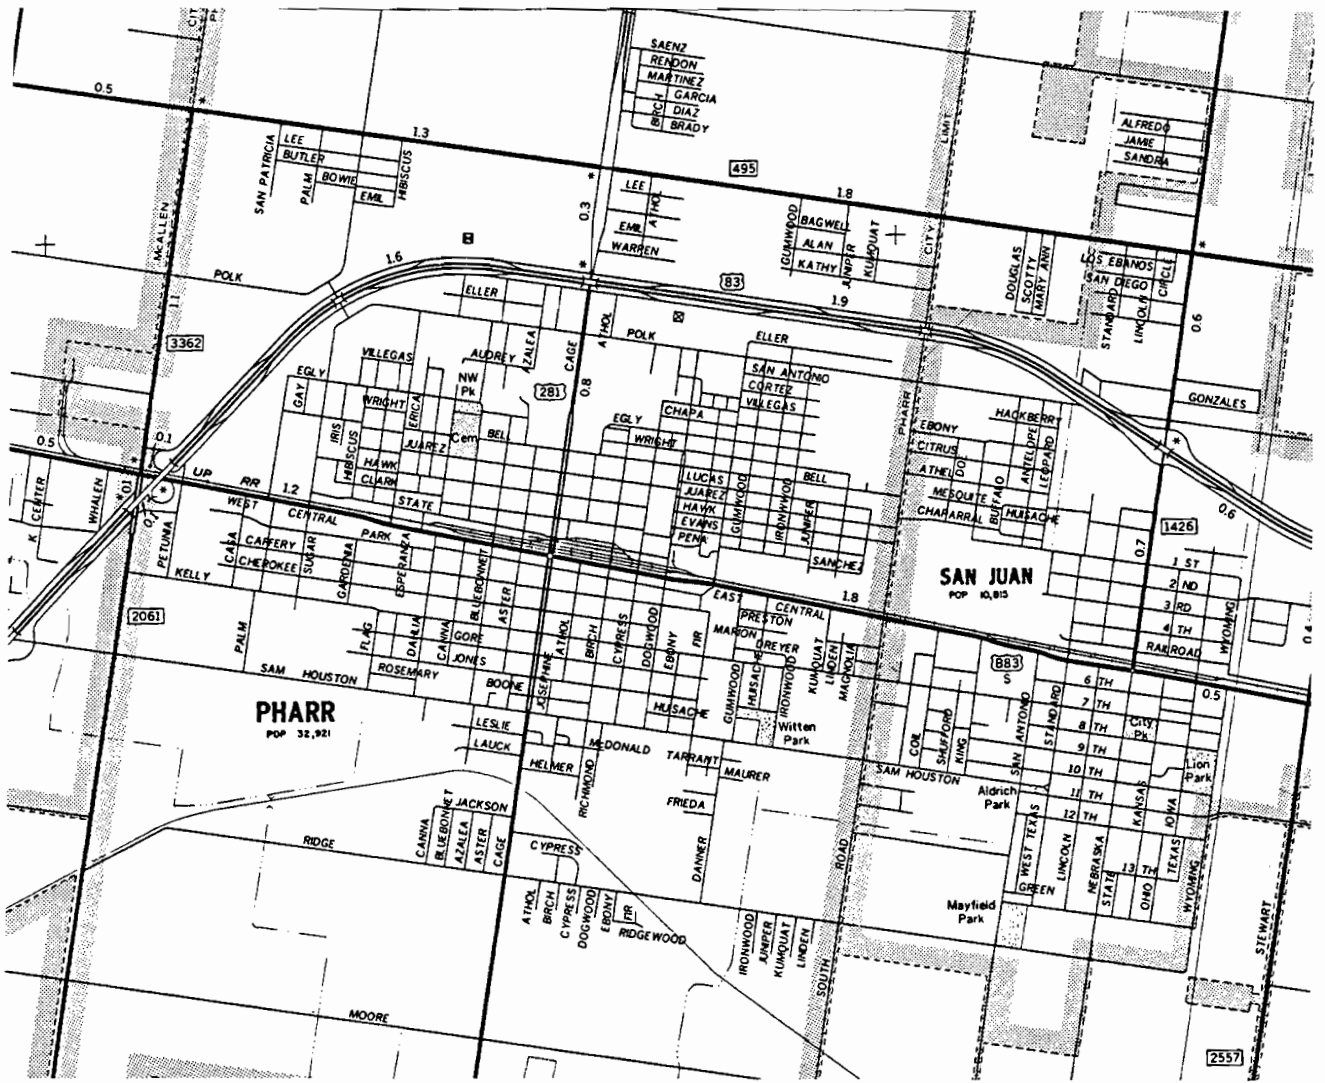 CITY
SAENZ
RENDON
MARTINEZ
GARCIA
BIRCH
DIAZ
BRADY
0.5
*
1.3
SAN PATRICIA
LEE
BUTLER
PALM
BOWIE
EMIL
HIBISCUS
495
1.8
LIMIT
ALFREDO
JAMIE
SANDRA
LEE
ATHOL
EMIL
WARREN
0.3
*
GUMWOOD
BAGWELL
ALAN
KATHY
JUNIPER
KUMQUAT
CITY
McALLEN
1.1
POLK
1.6
83
1.9
DOUGLAS
SCOTTY
MARY ANN
LOS EBANOS
SAN DIEGO
STANDARD
LINCOLN
CIRCLE
0.6
*
3362
ELLER
AZALEA
AUDREY
CAGE
ATHOL
POLK
ELLER
SAN ANTONIO
CORTEZ
VILLEGAS
VILLEGAS
EGLY
GAY
WRIGHT
ERICA
NW
Pk
Cem
BELL
281
0.8
IRIS
HIBISCUS
JUAREZ
HAWK
CLARK
STATE
CHAPA
EGLY
WRIGHT
LUCAS
JUAREZ
HAWK
EVANS
PENA
GUMWOOD
IRONWOOD
JUNIPER
BELL
SANCHEZ
PHARR
EBONY
CITRUS
ATHEL
MESQUITE
CHAPARRAL
HACKBERRY
ANTELOPE
LEOPARD
BUFFALO
HUISACHE
GONZALES
*
0.6
1426
0.7
0.5
0.1
UP
RR
1.2
K CENTER
WHALEN
PETUNA
WEST
CENTRAL
PARK
CASA
CAFFERY
CHEROKEE
SUGAR
GARDENIA
ESPERANZA
BLUEBONNET
ASTER
KELLY
SAN JUAN
POP 10,815
1 ST
2 ND
3 RD
4 TH
RAILROAD
WYOMING
0.4
EAST
CENTRAL
1.8
2061
PALM
FLAG
DAHLIA
CANNA
GORE
JONES
ROSEMARY
BOONE
JOSEPHINE
ATHOL
BIRCH
CYPRESS
DOGWOOD
EBONY
FIR
PRESTON
MARION
DREYER
GUMWOOD
HUISACHE
IRONWOOD
KUMQUAT
LINDEN
MAGNOLIA
B83
S
0.5
SAM HOUSTON
PHARR
POP 32,921
LESLIE
LAUCK
HUISACHE
McDONALD
TARRANT
MAURER
Witten
Park
HELMER
RICHMOND
FRIEDA
DANNER
COIL
SHUFFORD
KING
SAN ANTONIO
STANDARD
6 TH
7 TH
8 TH
9 TH
10 TH
11 TH
12 TH
13 TH
City
Pk
Lion
Park
SAM HOUSTON
Aldrich
Park
KANSAS
IOWA
WEST TEXAS
LINCOLN
NEBRASKA
STATE
OHIO
TEXAS
WYOMING
GREEN
Mayfield
Park
STEWART
CANNA
BLUEBONNET
JACKSON
AZALEA
ASTER
CAGE
RIDGE
CYPRESS
ATHOL
BIRCH
CYPRESS
DOGWOOD
EBONY
FIR
RIDGEWOOD
IRONWOOD
JUNIPER
KUMQUAT
LINDEN
SOUTH
ROAD
MOORE
2557